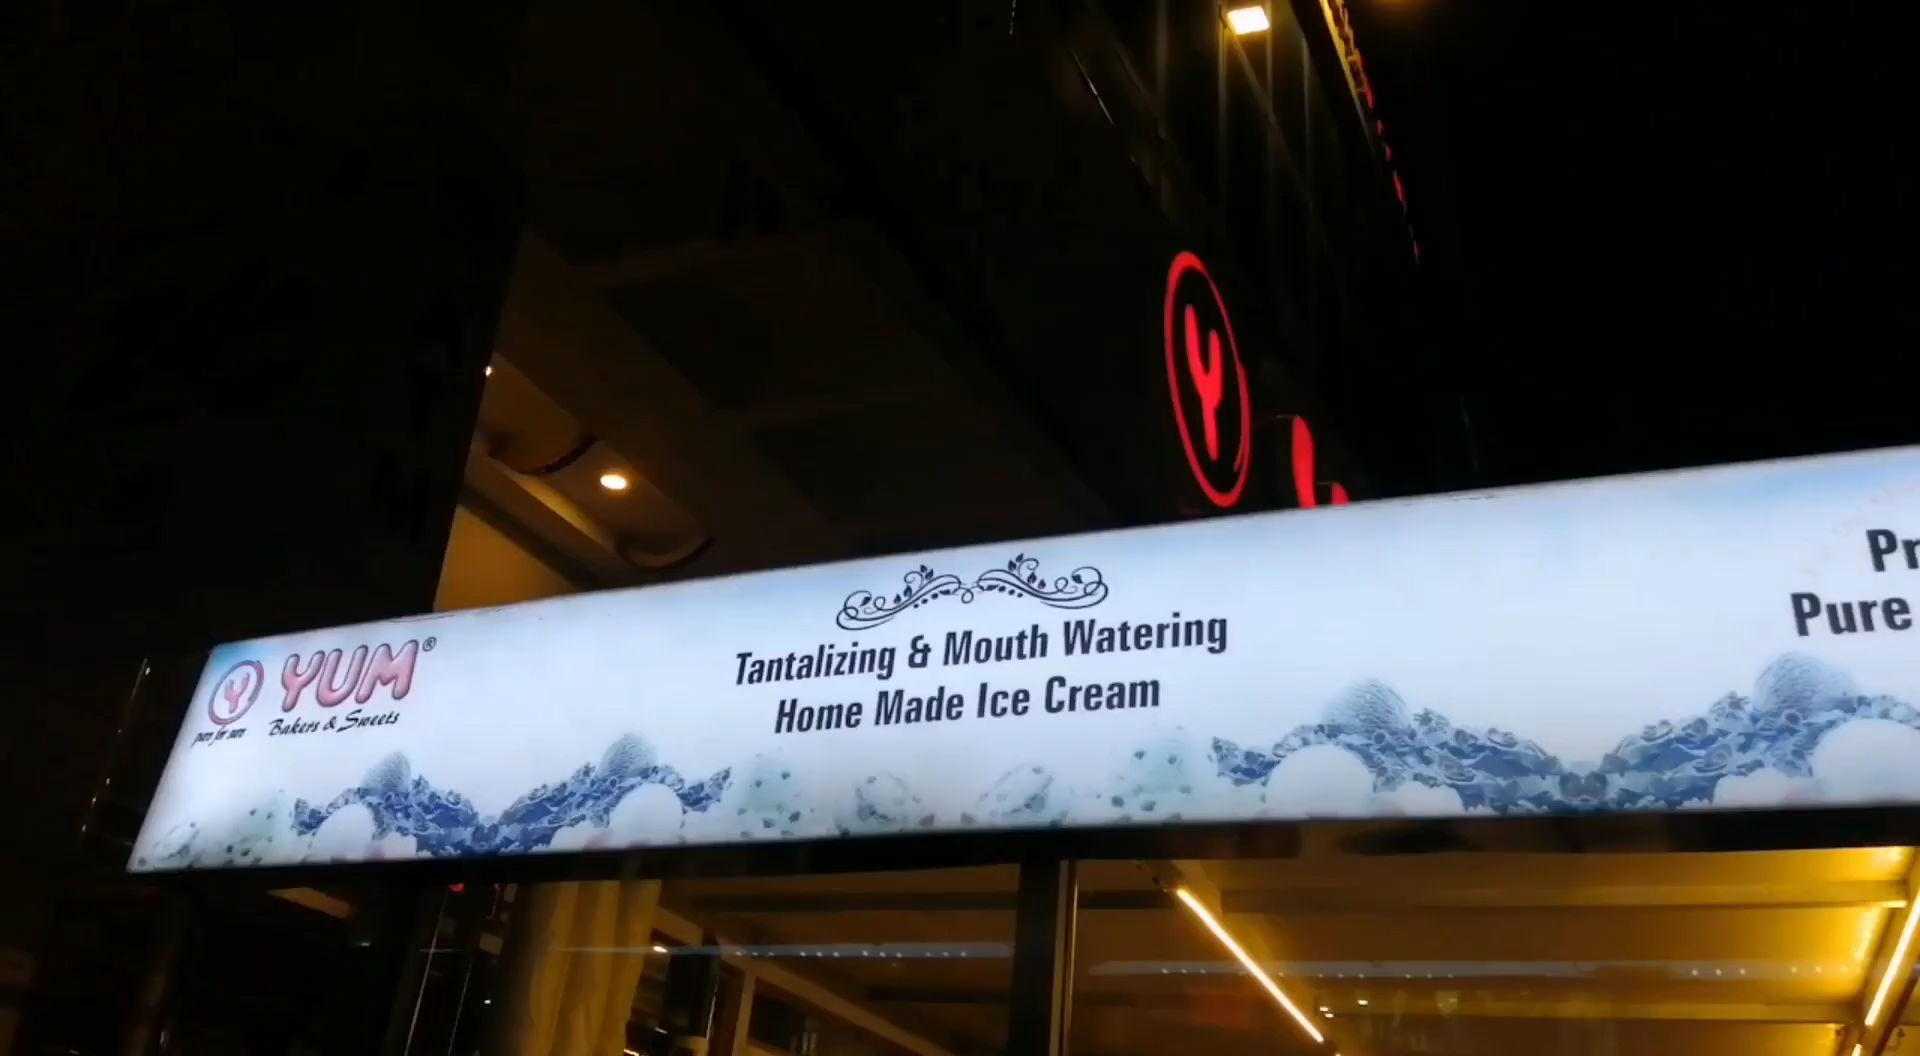 Y
Y YUM®
pure for sure Bakers & Sweets
Tantalizing & Mouth Watering
Home Made Ice Cream
Pure